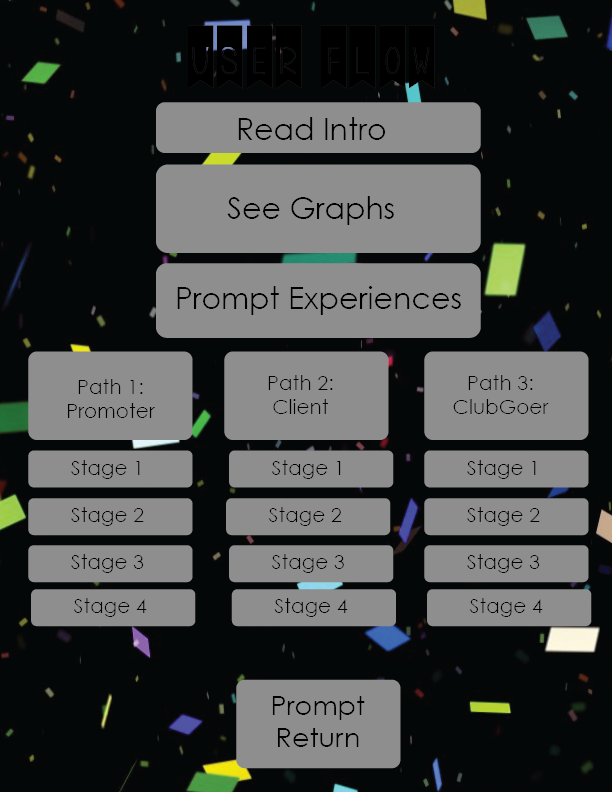 USER FLOW
Read Intro
See Graphs
Prompt Experiences
Path 1:
Promoter
Path 2:
Client
Path 3:
ClubGoer
Stage 1
Stage 1
Stage 1
Stage 2
Stage 2
Stage 2
Stage 3
Stage 3
Stage 3
Stage 4
Stage 4
Stage 4
Prompt
Return